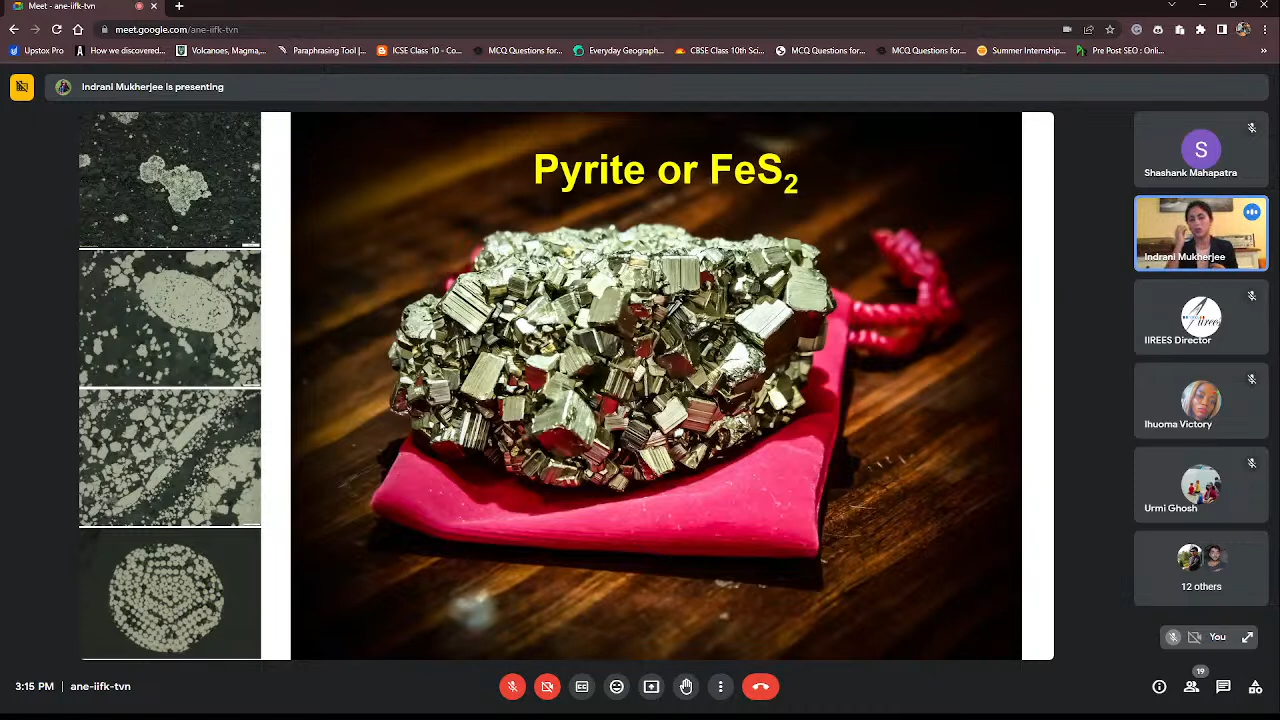 Meet - ane-iifk-tvn
meet.google.com/ane-iifk-tvn
Upstox Pro
How we discovered...
Volcanoes, Magma,...
Paraphrasing Tool |...
ICSE Class 10 - Co...
MCQ Questions for...
Everyday Geograph...
CBSE Class 10th Sci...
MCQ Questions for...
MCQ Questions for...
Summer Internship...
Pre Post SEO : Onli...
Indrani Mukherjee is presenting
Pyrite or FeS₂
S
Shashank Mahapatra
Indrani Mukherjee
IIREES Director
Ihuoma Victory
Urmi Ghosh
12 others
You
3:15 PM | ane-iifk-tvn
19